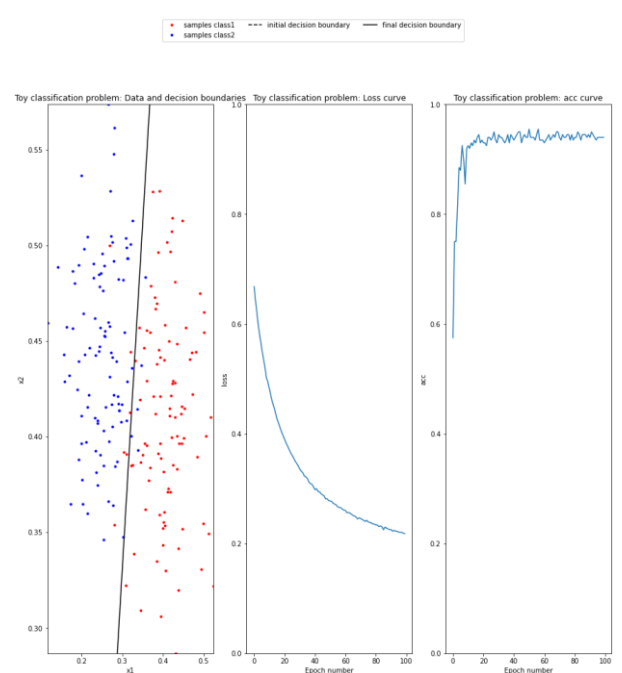 samples class1
samples class2
initial decision boundary
final decision boundary
Toy classification problem: Data and decision boundaries
0.55
0.50
0.45
0.40
0.35
0.30
x2
0.2 0.3 0.4 0.5
x1
Toy classification problem: Loss curve
1.0
0.8
0.6
0.4
0.2
0.0
loss
0 20 40 60 80 100
Epoch number
Toy classification problem: acc curve
1.0
0.8
0.6
0.4
0.2
0.0
acc
0 20 40 60 80 100
Epoch number